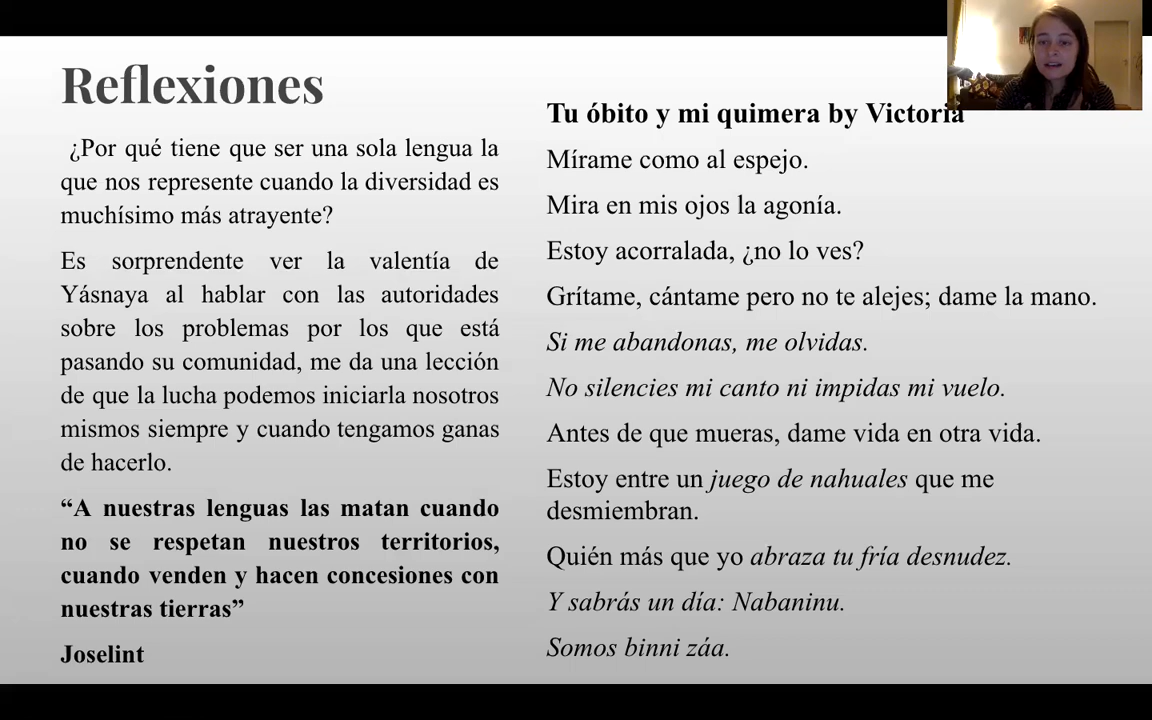 Reflexiones
¿Por qué tiene que ser una sola lengua la
que nos represente cuando la diversidad es
muchísimo más atrayente?
Es sorprendente ver la valentía de
Yásnaya al hablar con las autoridades
sobre los problemas por los que está
pasando su comunidad, me da una lección
de que la lucha podemos iniciarla nosotros
mismos siempre y cuando tengamos ganas
de hacerlo.
“A nuestras lenguas las matan cuando
no se respetan nuestros territorios,
cuando venden y hacen concesiones con
nuestras tierras”
Joselint
Tu óbito y mi quimera by Victoria
Mírame como al espejo.
Mira en mis ojos la agonía.
Estoy acorralada, ¿no lo ves?
Grítame, cántame pero no te alejes; dame la mano.
Si me abandonas, me olvidas.
No silencies mi canto ni impidas mi vuelo.
Antes de que mueras, dame vida en otra vida.
Estoy entre un juego de nahuales que me
desmiembran.
Quién más que yo abraza tu fría desnudez.
Y sabrás un día: Nabaninu.
Somos binni záa.